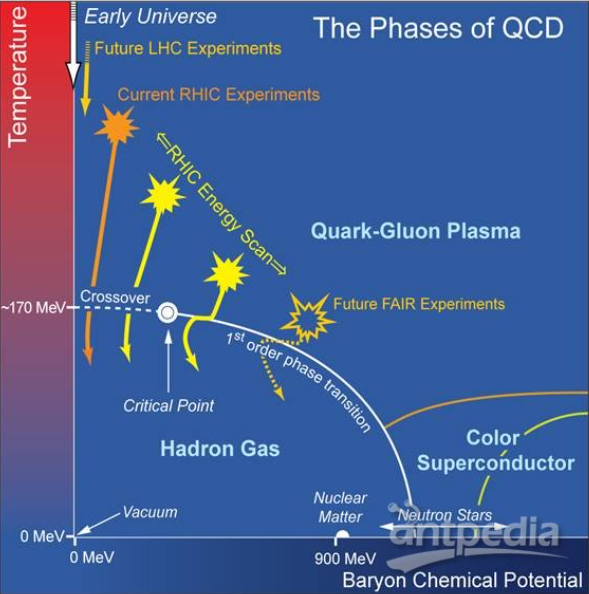 Early Universe
The Phases of QCD
Temperature
Future LHC Experiments
Current RHIC Experiments
⇐RHIC Energy Scan⇒
Quark-Gluon Plasma
Crossover
~170 MeV
Future FAIR Experiments
1st order phase transition
Critical Point
Hadron Gas
Color
Superconductor
Nuclear
Matter
Vacuum
Neutron Stars
antpedia
0 MeV
0 MeV
900 MeV
Baryon Chemical Potential